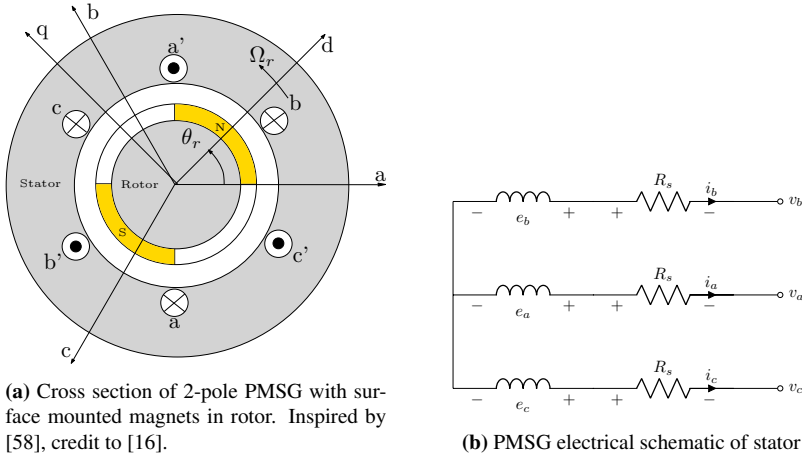 q
b
a'
d
Ω_r
c
b
N
θ_r
a
Stator
Rotor
S
b'
c'
a
c
(a) Cross section of 2-pole PMSG with sur-
face mounted magnets in rotor. Inspired by
[58], credit to [16].
R_s i_b
− e_b + + − v_b
R_s i_a
− e_a + + − v_a
R_s i_c
− e_c + + − v_c
(b) PMSG electrical schematic of stator